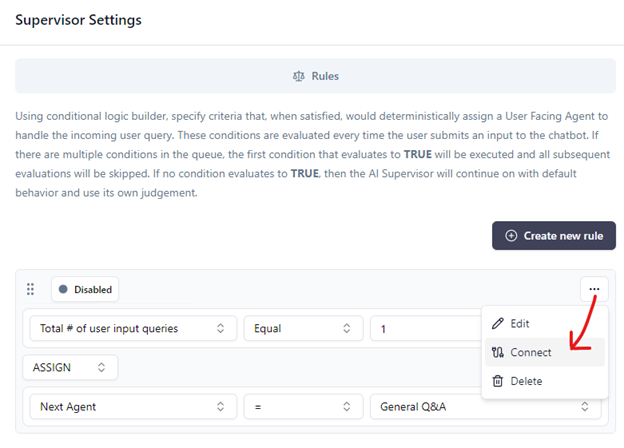 Supervisor Settings
Rules
Using conditional logic builder, specify criteria that, when satisfied, would deterministically assign a User Facing Agent to
handle the incoming user query. These conditions are evaluated every time the user submits an input to the chatbot. If
there are multiple conditions in the queue, the first condition that evaluates to TRUE will be executed and all subsequent
evaluations will be skipped. If no condition evaluates to TRUE, then the AI Supervisor will continue on with default
behavior and use its own judgement.
Create new rule
Disabled
Total # of user input queries Equal 1
Edit
Connect
Delete
ASSIGN
Next Agent = General Q&A